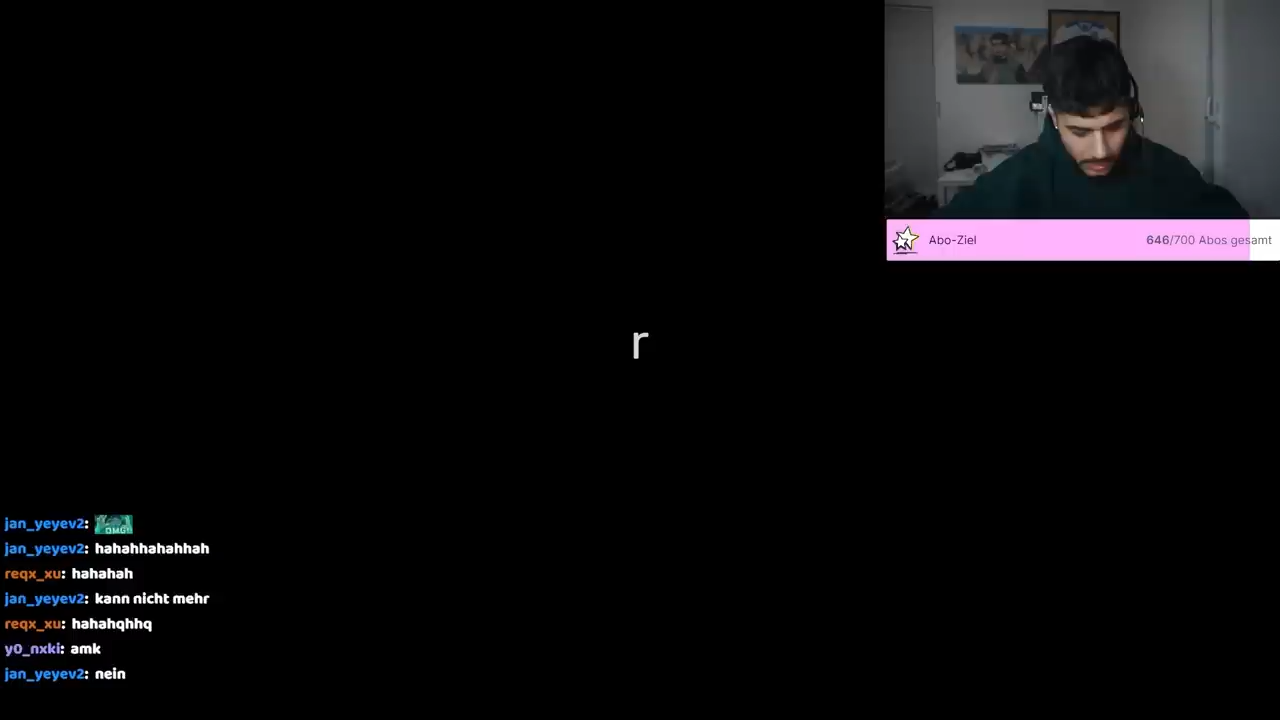 Abo-Ziel 646/700 Abos gesamt
r
jan_yeyev2: OMG!
jan_yeyev2: hahahhahahhah
reqx_xu: hahahah
jan_yeyev2: kann nicht mehr
reqx_xu: hahahqhhq
y0_nxki: amk
jan_yeyev2: nein